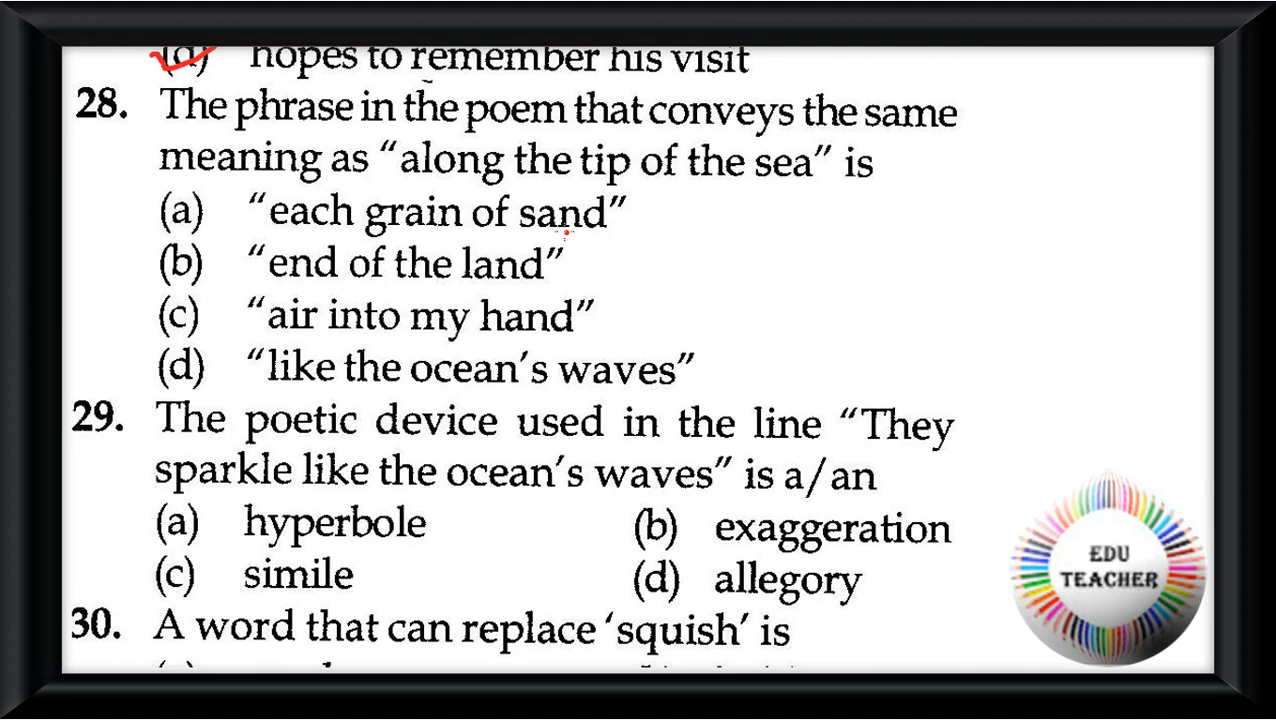 (d) hopes to remember his visit
28. The phrase in the poem that conveys the same
meaning as “along the tip of the sea” is
(a) “each grain of sand”
(b) “end of the land”
(c) “air into my hand”
(d) “like the ocean’s waves”
29. The poetic device used in the line “They
sparkle like the ocean’s waves” is a/an
(a) hyperbole (b) exaggeration
(c) simile (d) allegory
30. A word that can replace ‘squish’ is
EDU
TEACHER